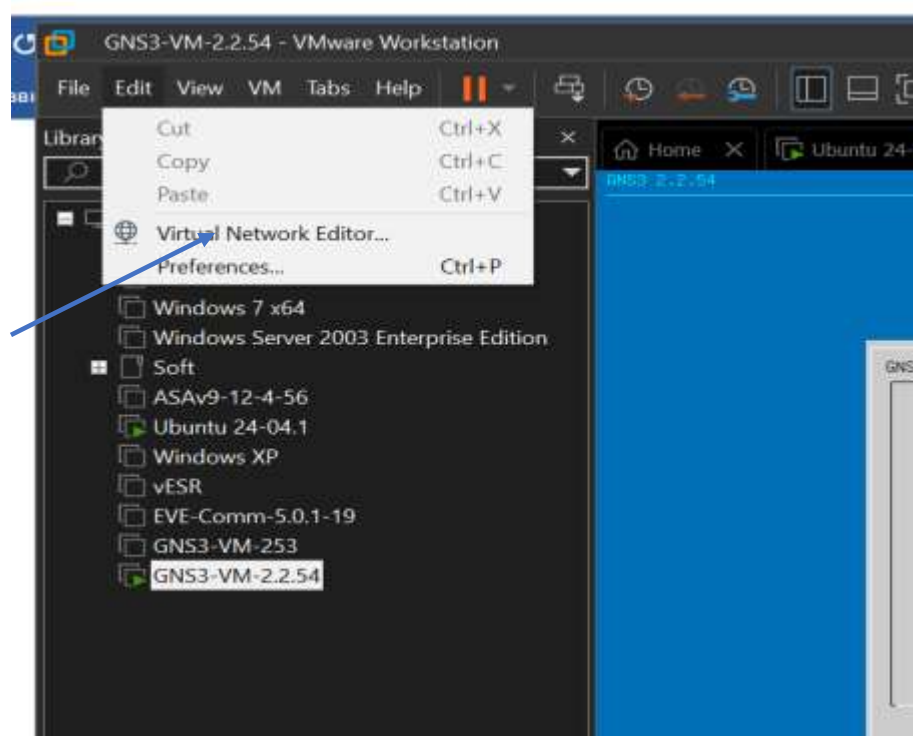 GNS3-VM-2.2.54 - VMware Workstation
File Edit View VM Tabs Help
Cut Ctrl+X
Copy Ctrl+C
Paste Ctrl+V
Virtual Network Editor...
Preferences... Ctrl+P
Home Ubuntu 24-
GNS3 2.2.54
Windows 7 x64
Windows Server 2003 Enterprise Edition
Soft
ASAv9-12-4-56
Ubuntu 24-04.1
Windows XP
vESR
EVE-Comm-5.0.1-19
GNS3-VM-253
GNS3-VM-2.2.54
GNS